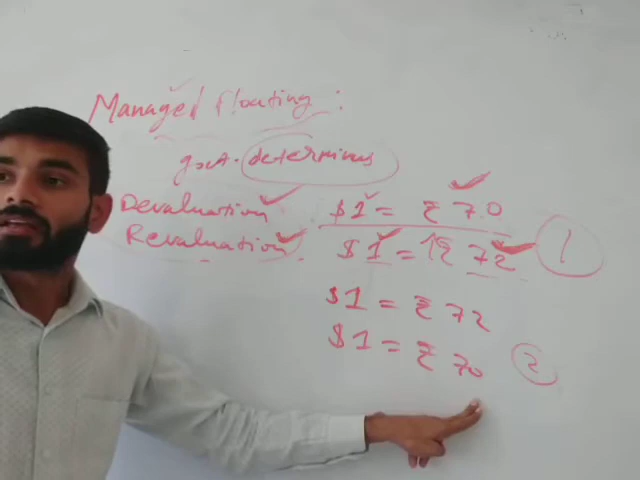 Managed floating :
govt. determines
Devaluation $1 = ₹ 70
Revaluation $1 = ₹ 72 1
$1 = ₹ 72
$1 = ₹ 70 2